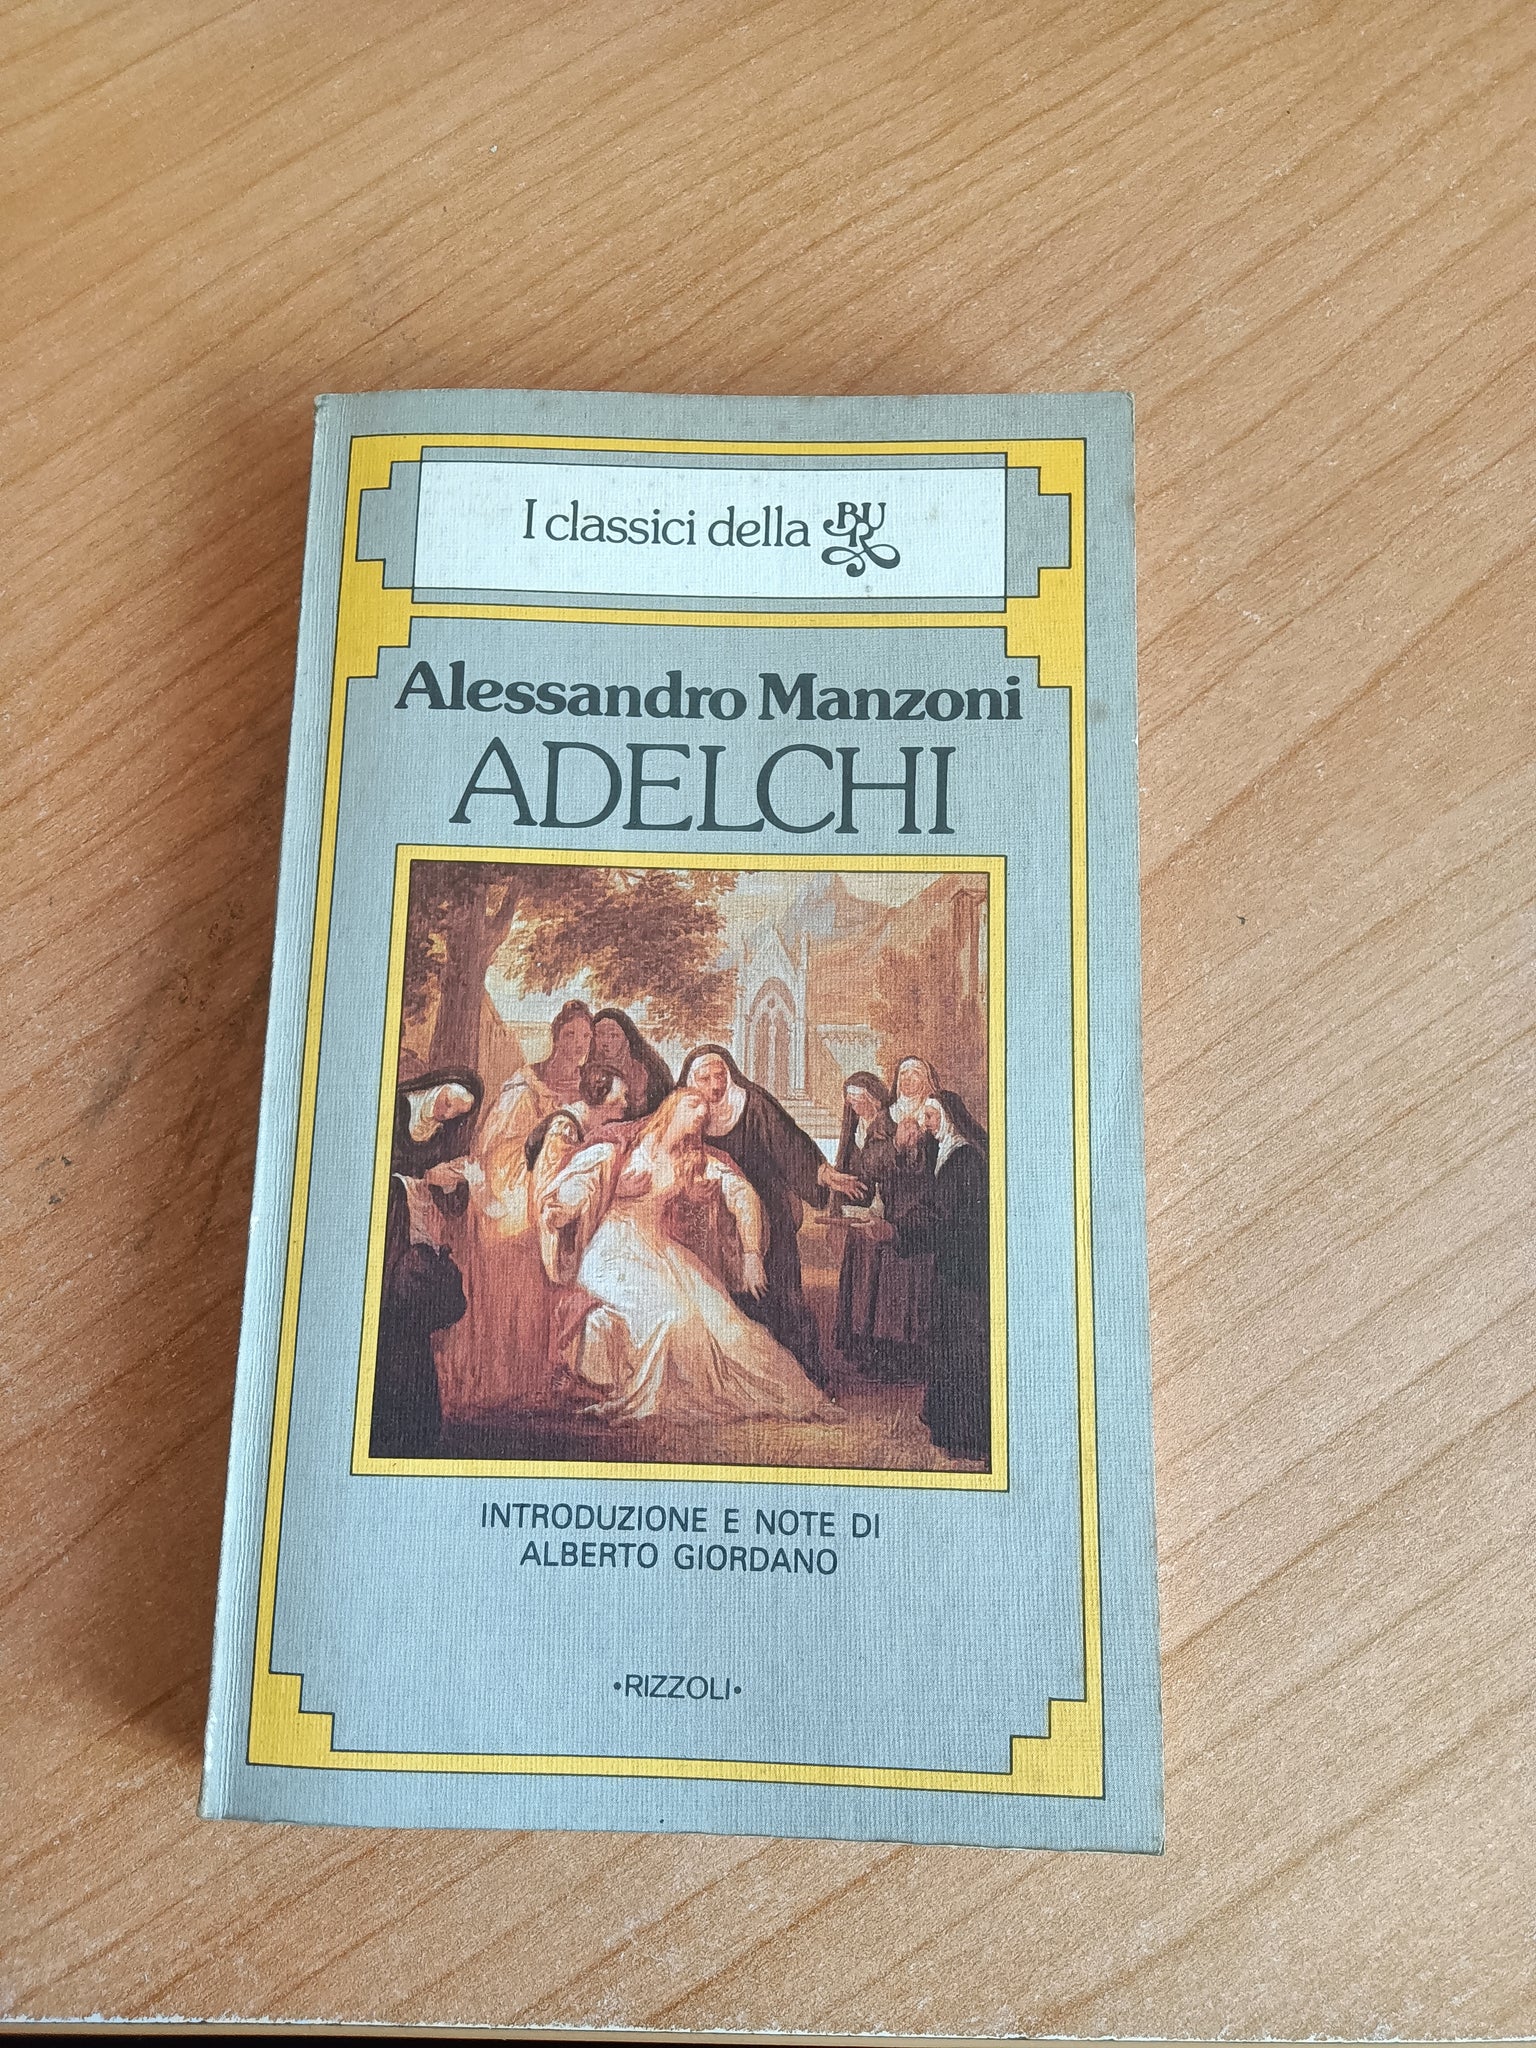 I classici della BUR
Alessandro Manzoni
ADELCHI
INTRODUZIONE E NOTE DI
ALBERTO GIORDANO
•RIZZOLI•